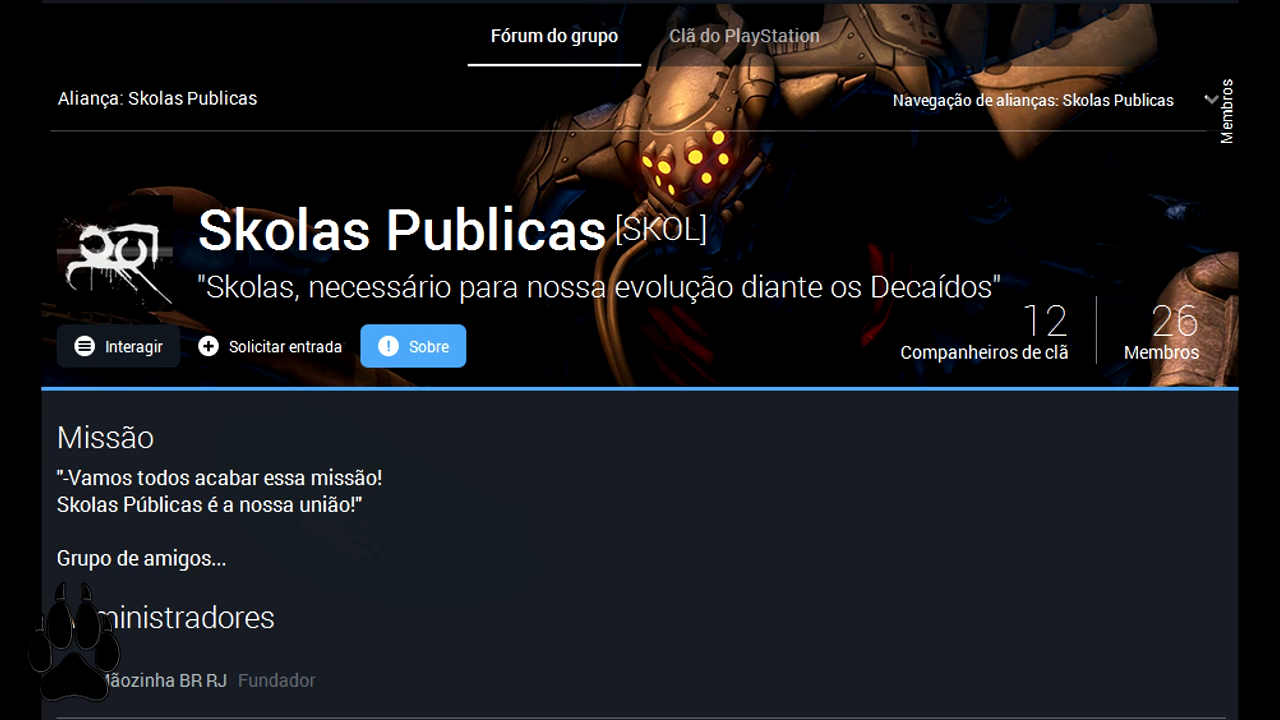 Fórum do grupo
Clã do PlayStation
Aliança: Skolas Publicas
Navegação de alianças: Skolas Publicas
Membros
Skolas Publicas [SKOL]
"Skolas, necessário para nossa evolução diante os Decaídos"
12
Companheiros de clã
26
Membros
Interagir
Solicitar entrada
Sobre
Missão
"-Vamos todos acabar essa missão!
Skolas Públicas é a nossa união!"
Grupo de amigos...
ministradores
Mãozinha BR RJ Fundador